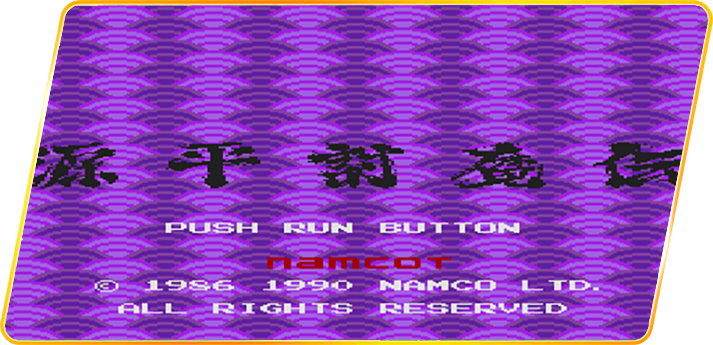 源平討魔伝
PUSH RUN BUTTON
namcot
© 1986 1990 NAMCO LTD.
ALL RIGHTS RESERVED